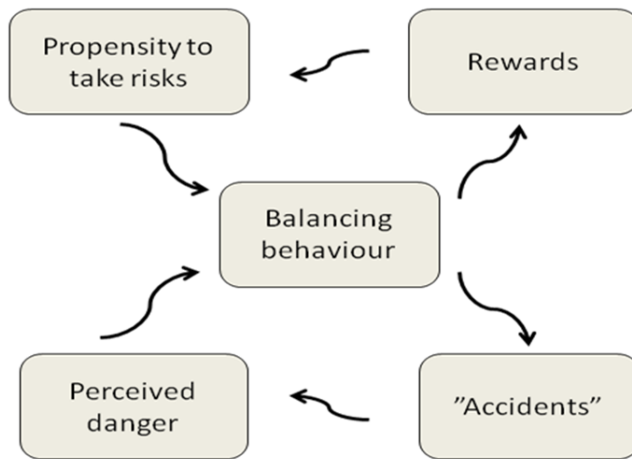 Propensity to
take risks
Rewards
Balancing
behaviour
Perceived
danger
”Accidents”